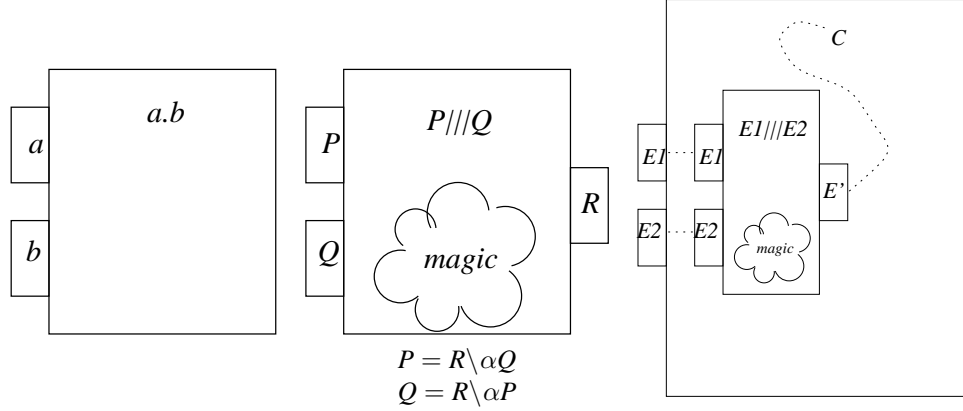 a.b
a
b
P///Q
P
Q
R
magic
P = R\αQ
Q = R\αP
C
E1///E2
E1
E1
E'
E2
E2
magic